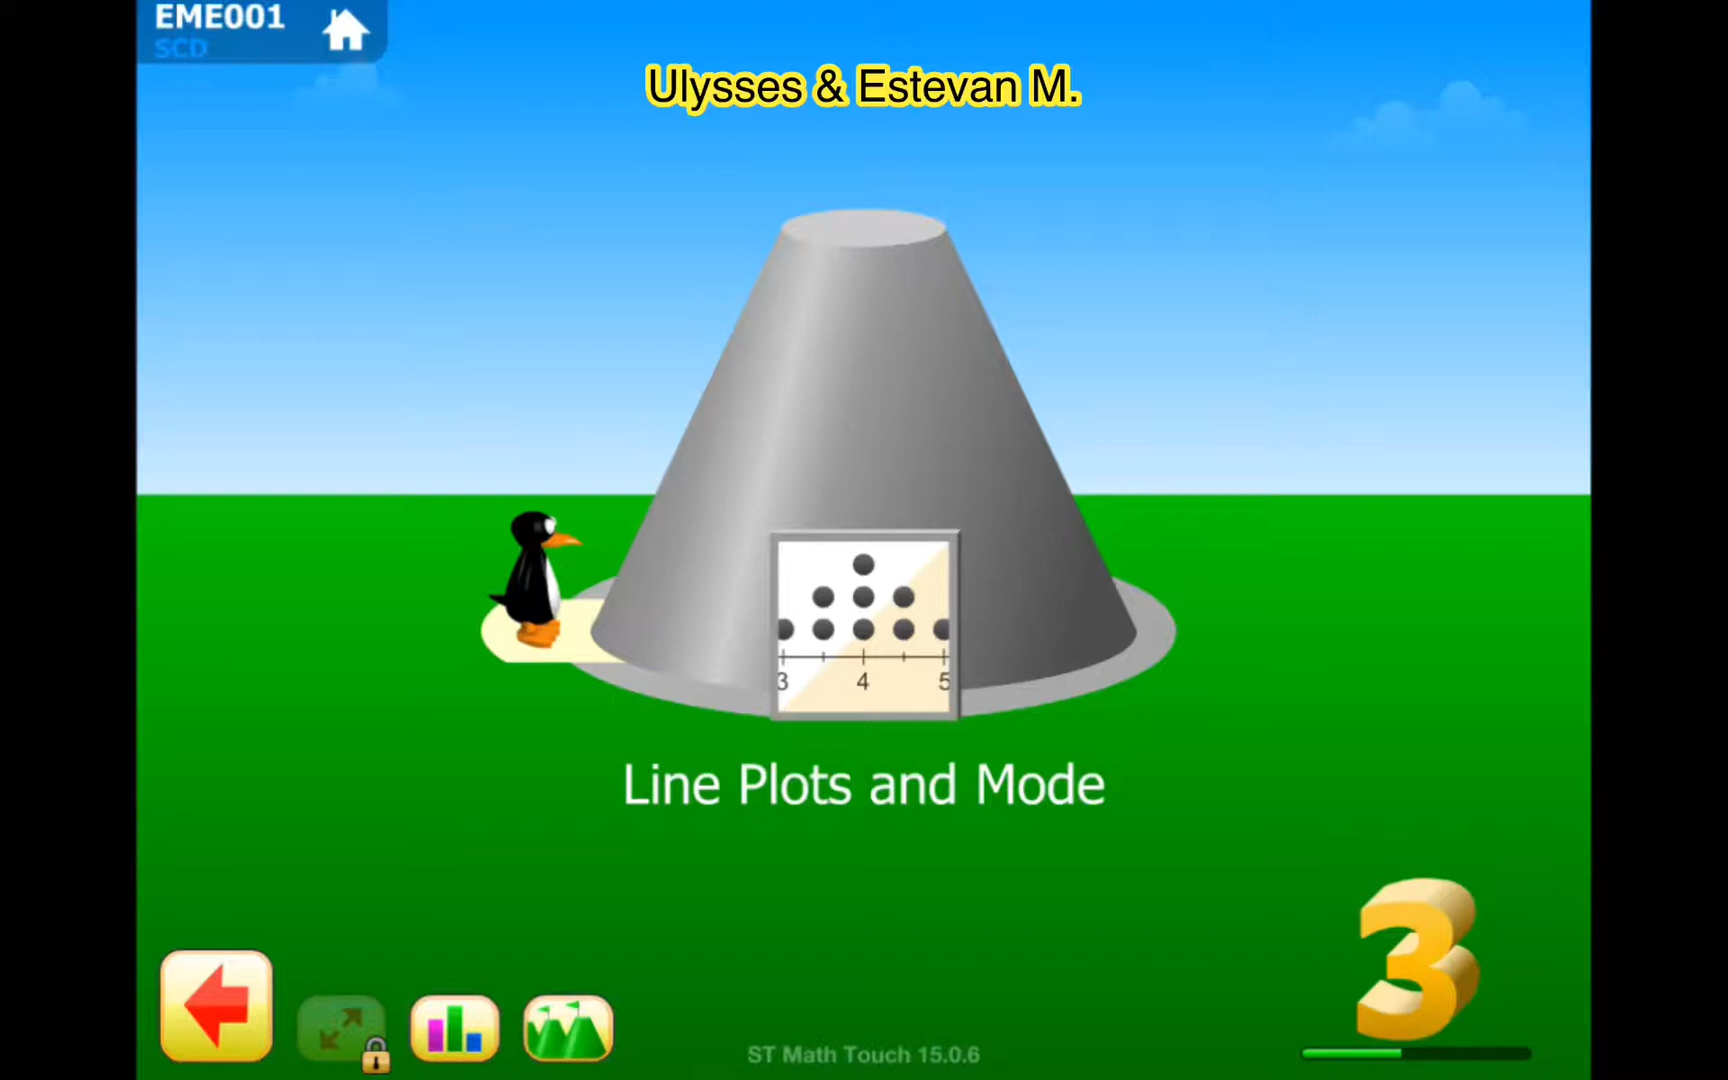 EME001
SCD
Ulysses & Estevan M.
3 4 5
Line Plots and Mode
3
ST Math Touch 15.0.6